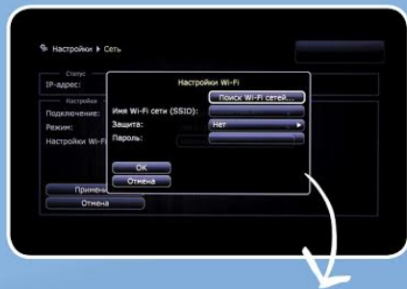 Настройки ▶ Сеть
Статус
IP-адрес:
Настройка
Подключение:
Режим:
Настройки Wi-Fi
Применить
Отмена
Настройки Wi-Fi
Поиск Wi-Fi сетей...
Имя Wi-Fi сети (SSID):
Защита:
Нет
Пароль:
OK
Отмена